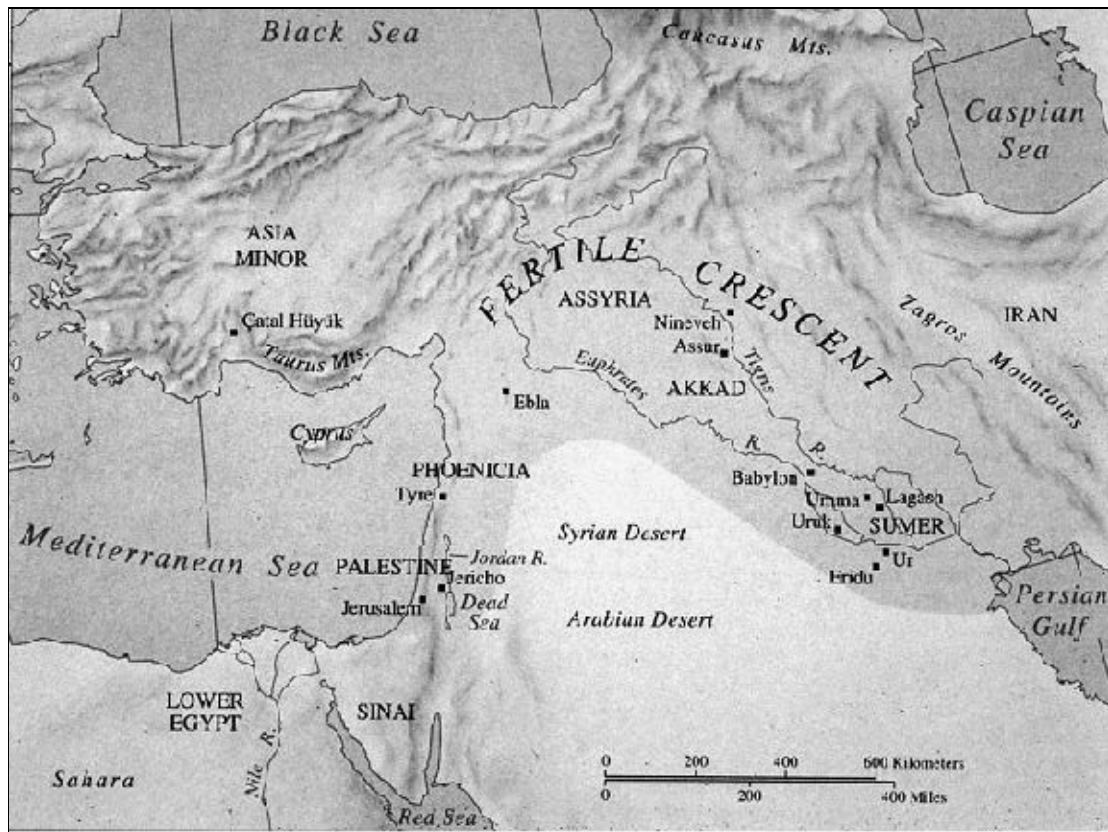 Black Sea
Caucasus Mts.
Caspian
Sea
ASIA
MINOR
FERTILE CRESCENT
ASSYRIA
Zagros Mountains
IRAN
Çatal Hüyük
Nineveh
Taurus Mts.
Assur
Tigris R.
Euphrates R.
AKKAD
Ebla
Cyprus
PHOENICIA
Babylon
Tyre
Umma
Lagash
Uruk
SUMER
Syrian Desert
Mediterranean Sea
Ur
PALESTINE
Jordan R.
Eridu
Jericho
Jerusalem
Dead
Sea
Persian
Gulf
Arabian Desert
LOWER
EGYPT
SINAI
Nile R.
Sahara
Red Sea
0 200 400 600 Kilometers
0 200 400 Miles